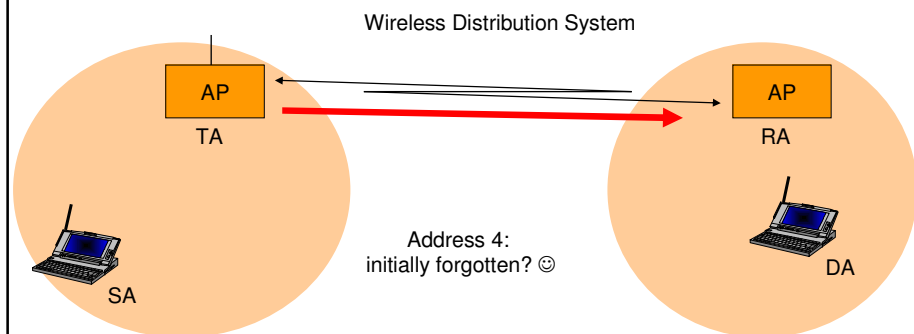 Wireless Distribution System
AP
AP
TA
RA
Address 4:
initially forgotten? ☺
SA
DA